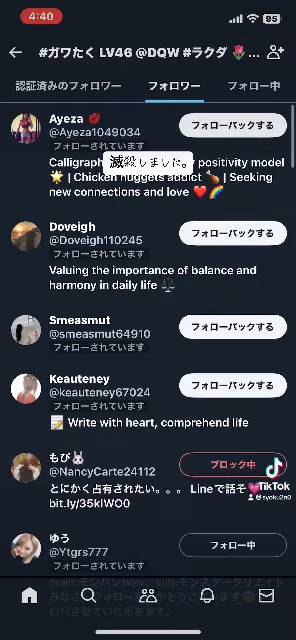 4:40
95
#ガワたく LV46 @DQW #ラクダ🌷...
認証済みのフォロワー フォロワー フォロー中
Ayeza 💋
@Ayeza1049034
フォローされています
フォローバックする
滅殺しました。
positivity model
🌟 | Chicken nuggets addict 🍗 | Seeking
new connections and love ❤️🌈
Doveigh
@Doveigh110245
フォローされています
フォローバックする
Valuing the importance of balance and
harmony in daily life ⚖️
Smeasmut
@smeasmut64910
フォローされています
フォローバックする
Keauteney
@keauteney67024
フォローされています
フォローバックする
📝 Write with heart, comprehend life
もぴ🐰
@NancyCarte24112
ブロック中
とにかく占有されたい。。。 Lineで話そ💗
bit.ly/35kIWO0
TikTok
@syoku2n0
ゆう
@Ytgrs777
フォロー中